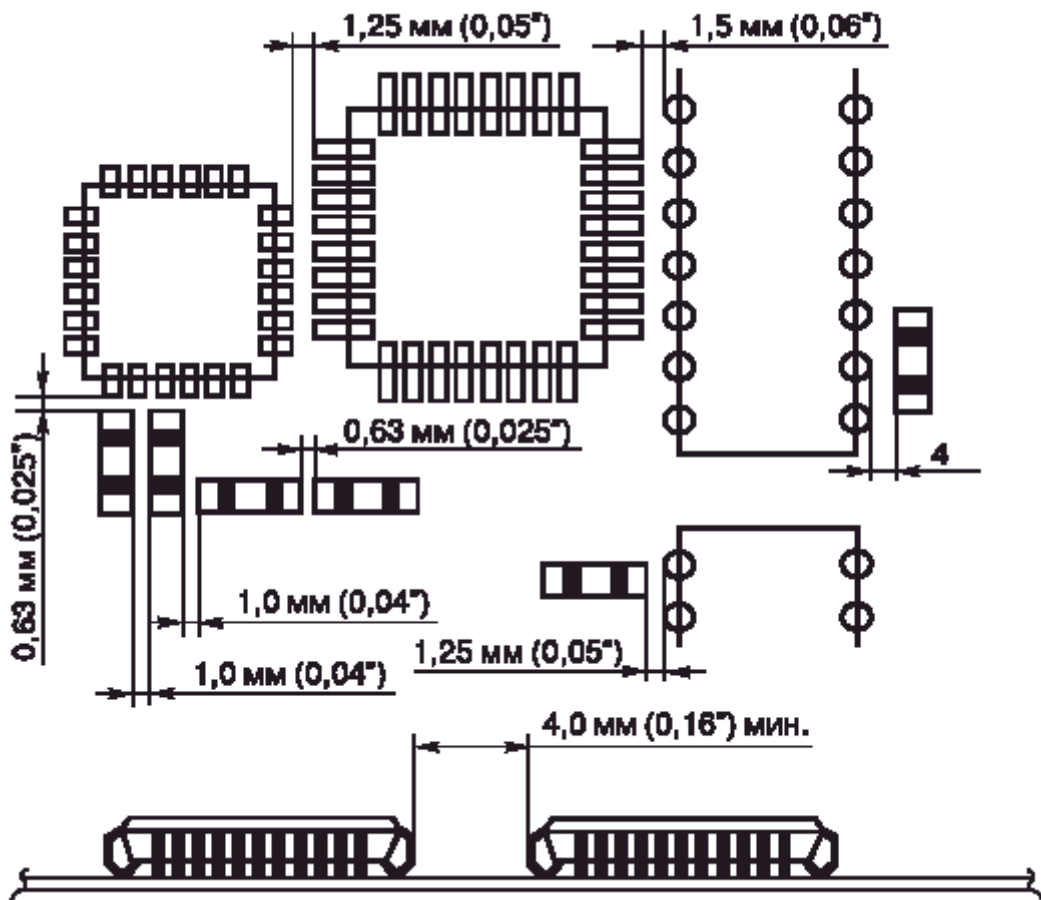 1,25 мм (0,05")
1,5 мм (0,06")
0,63 мм (0,025")
4
0,63 мм (0,025")
1,0 мм (0,04")
1,25 мм (0,05")
1,0 мм (0,04")
4,0 мм (0,16") мин.